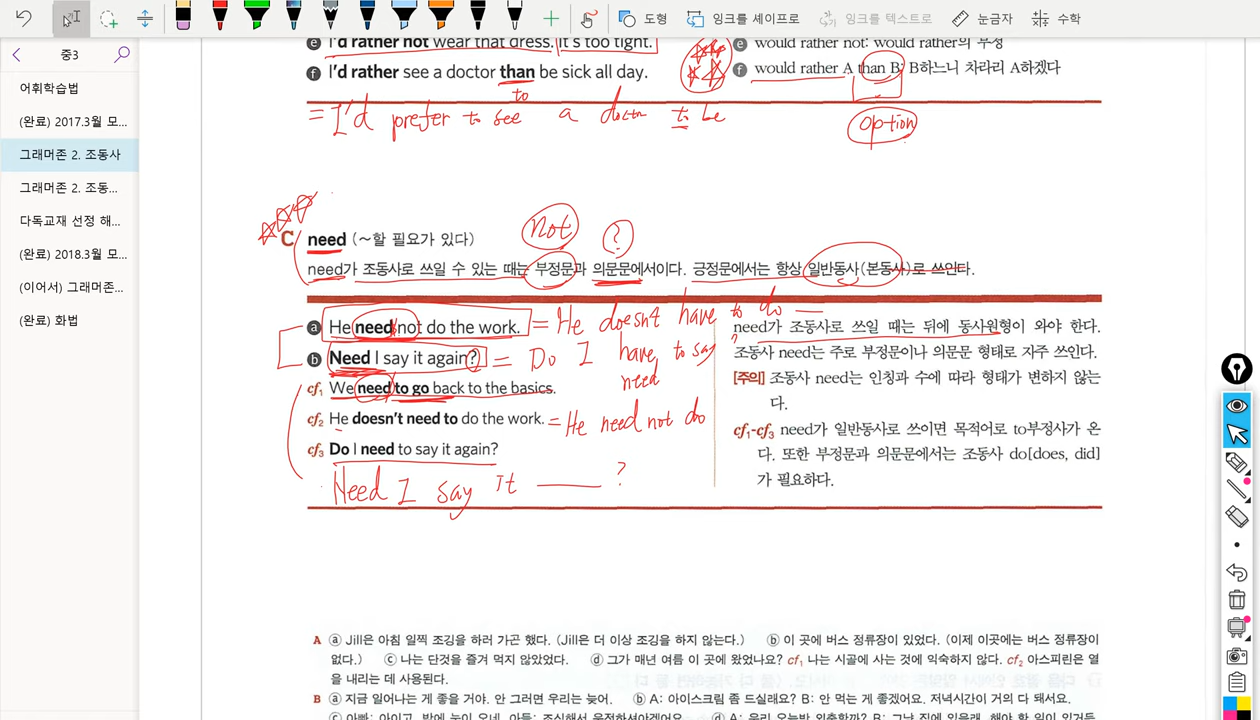 도형
잉크를 셰이프로
잉크를 텍스트로
눈금자
수학
중3
어휘학습법
(완료) 2017.3월 모...
그래머존 2. 조동사
그래머존 2. 조동...
다독교재 선정 해...
(완료) 2018.3월 모...
(이어서) 그래머존...
(완료) 화법
e I'd rather not wear that dress. It's too tight.
f I'd rather see a doctor than be sick all day.
to
= I'd prefer to see a doctor to be
e would rather not: would rather의 부정
f would rather A than B: B하느니 차라리 A하겠다
option
not
?
C need (~할 필요가 있다)
need가 조동사로 쓰일 수 있는 때는 부정문과 의문문에서이다. 긍정문에서는 항상 일반동사(본동사)로 쓰인다.
a He need not do the work. = He doesn't have to do
b Need I say it again? = Do I have to say ?
need
cf1 We need to go back to the basics.
cf2 He doesn't need to do the work. = He need not do
cf3 Do I need to say it again?
Need I say it ?
need가 조동사로 쓰일 때는 뒤에 동사원형이 와야 한다.
조동사 need는 주로 부정문이나 의문문 형태로 자주 쓰인다.
[주의] 조동사 need는 인칭과 수에 따라 형태가 변하지 않는
다.
cf1-cf3 need가 일반동사로 쓰이면 목적어로 to부정사가 온
다. 또한 부정문과 의문문에서는 조동사 do[does, did]
가 필요하다.
A ⓐ Jill은 아침 일찍 조깅을 하러 가곤 했다. (Jill은 더 이상 조깅을 하지 않는다.) ⓑ 이 곳에 버스 정류장이 있었다. (이제 이곳에는 버스 정류장이
없다.) ⓒ 나는 단것을 즐겨 먹지 않았었다. ⓓ 그가 매년 여름 이 곳에 왔었나요? cf1 나는 시골에 사는 것에 익숙하지 않다. cf2 아스피린은 열
을 내리는 데 사용된다.
B ⓐ 지금 일어나는 게 좋을 거야. 안 그러면 우리는 늦어. ⓑ A: 아이스크림 좀 드실래요? B: 안 먹는 게 좋겠어요. 저녁시간이 거의 다 돼서요.